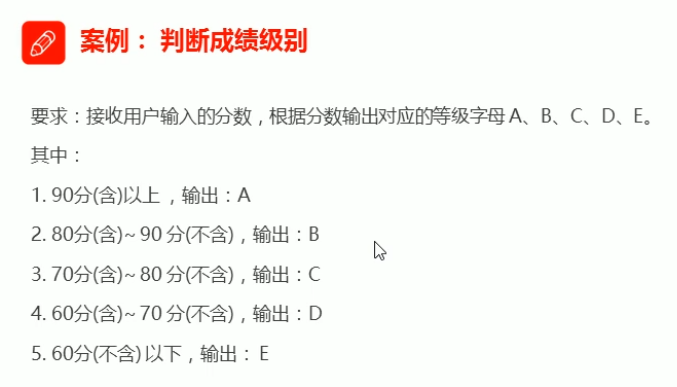 案例： 判断成绩级别
要求：接收用户输入的分数，根据分数输出对应的等级字母 A、B、C、D、E。
其中：
1. 90分(含)以上 ，输出：A
2. 80分(含)~ 90 分(不含)，输出：B
3. 70分(含)~ 80 分(不含)，输出：C
4. 60分(含)~ 70 分(不含)，输出：D
5. 60分(不含) 以下，输出： E